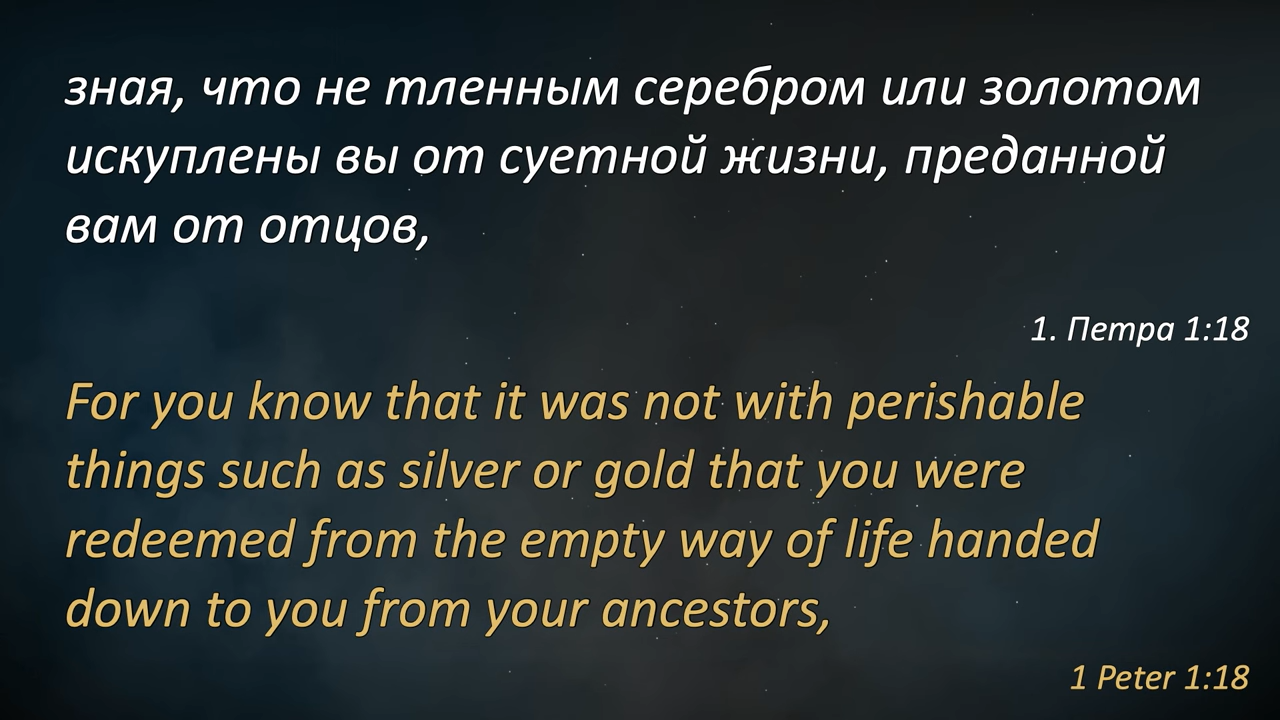 зная, что не тленным серебром или золотом
искуплены вы от суетной жизни, преданной
вам от отцов,
1. Петра 1:18
For you know that it was not with perishable
things such as silver or gold that you were
redeemed from the empty way of life handed
down to you from your ancestors,
1 Peter 1:18